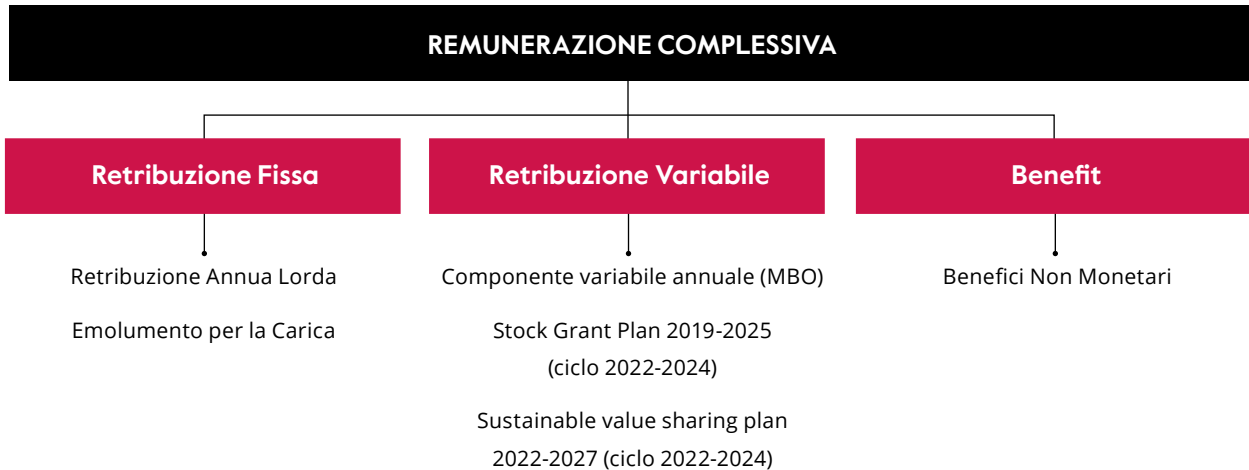 REMUNERAZIONE COMPLESSIVA
Retribuzione Fissa
Retribuzione Annua Lorda
Emolumento per la Carica
Retribuzione Variabile
Componente variabile annuale (MBO)
Stock Grant Plan 2019-2025
(ciclo 2022-2024)
Sustainable value sharing plan
2022-2027 (ciclo 2022-2024)
Benefit
Benefici Non Monetari